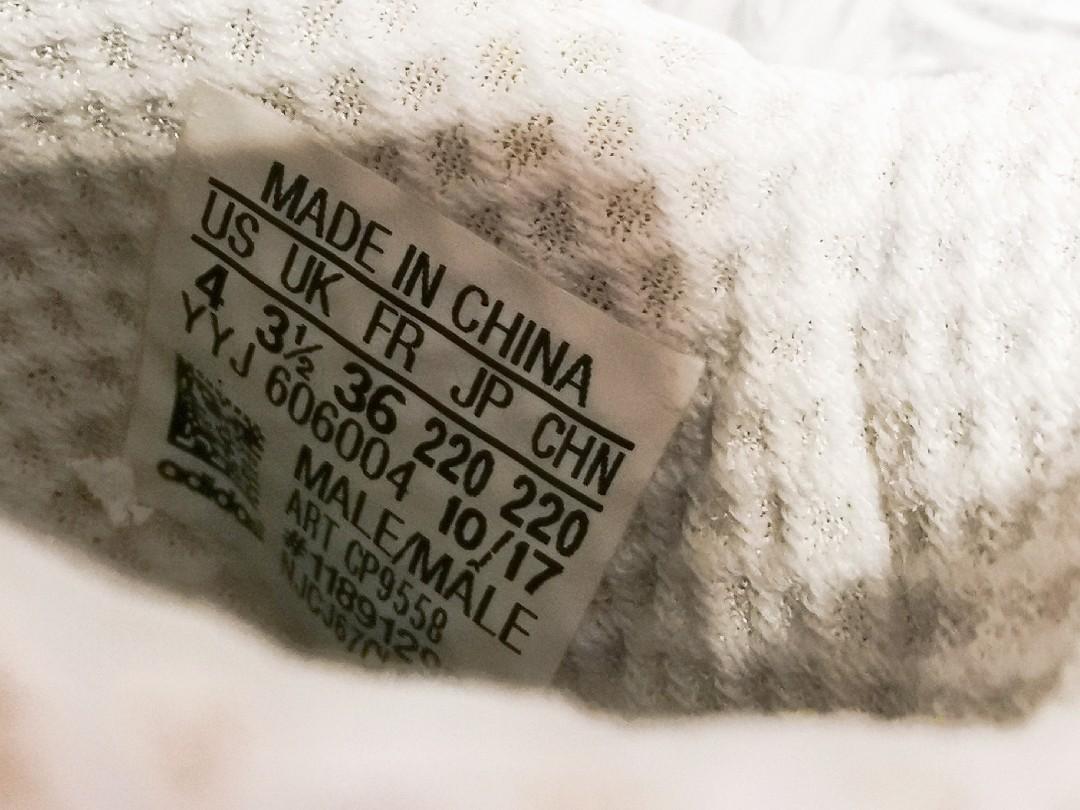 MADE IN CHINA
US UK FR JP CHN
4 3½ 36 220 220
YYJ 606004 10/17
MALE/MÂLE
ART CP9558
adidas